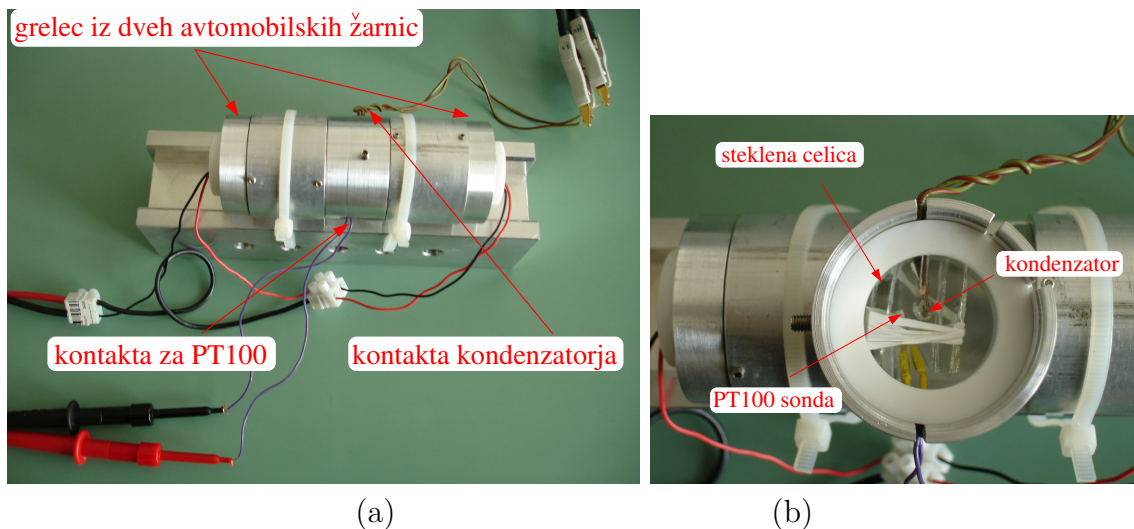 grelec iz dveh avtomobilskih žarnic
kontakta za PT100
kontakta kondenzatorja
(a)
steklena celica
kondenzator
PT100 sonda
(b)